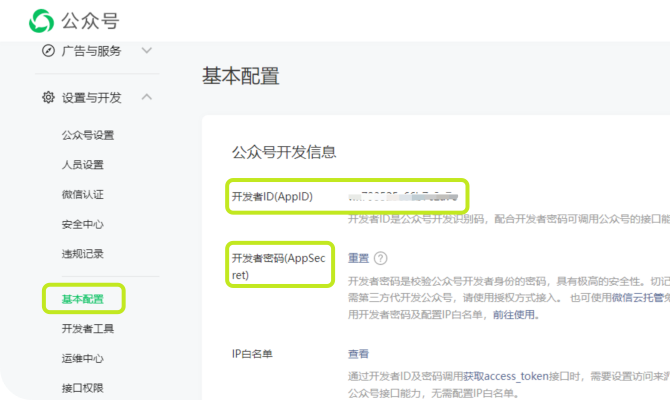 公众号
广告与服务
设置与开发
公众号设置
人员设置
微信认证
安全中心
违规记录
基本配置
开发者工具
运维中心
接口权限
基本配置
公众号开发信息
开发者ID(AppID)
开发者ID是公众号开发识别码，配合开发者密码可调用公众号的接口能
开发者密码(AppSec
ret)
重置 ?
开发者密码是校验公众号开发者身份的密码，具有极高的安全性。切记
需第三方代开发公众号，请使用授权方式接入。 也可使用微信云托管免
用开发者密码及配置IP白名单，前往使用。
IP白名单
查看
通过开发者ID及密码调用获取access_token接口时，需要设置访问来源
公众号接口能力，无需配置IP白名单。